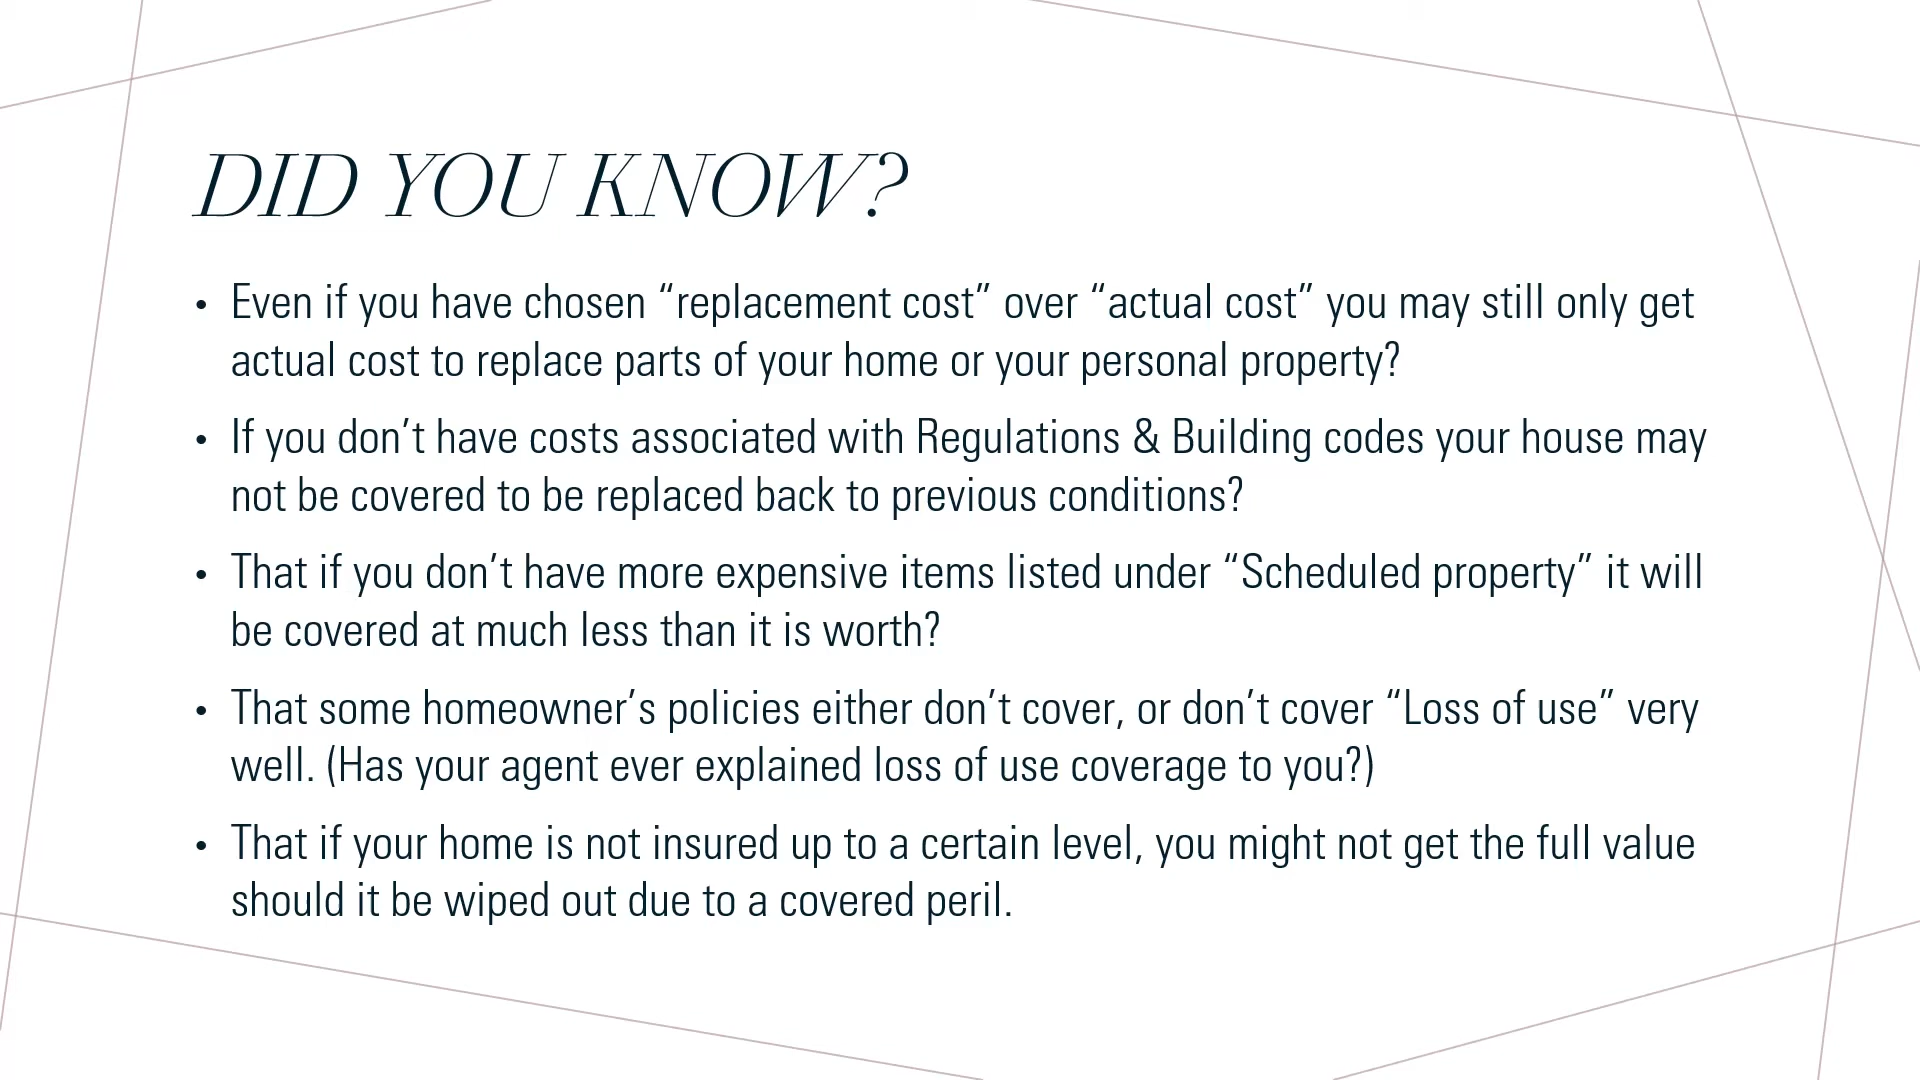 DID YOU KNOW?
• Even if you have chosen “replacement cost” over “actual cost” you may still only get
actual cost to replace parts of your home or your personal property?
• If you don’t have costs associated with Regulations & Building codes your house may
not be covered to be replaced back to previous conditions?
• That if you don’t have more expensive items listed under “Scheduled property” it will
be covered at much less than it is worth?
• That some homeowner’s policies either don’t cover, or don’t cover “Loss of use” very
well. (Has your agent ever explained loss of use coverage to you?)
• That if your home is not insured up to a certain level, you might not get the full value
should it be wiped out due to a covered peril.